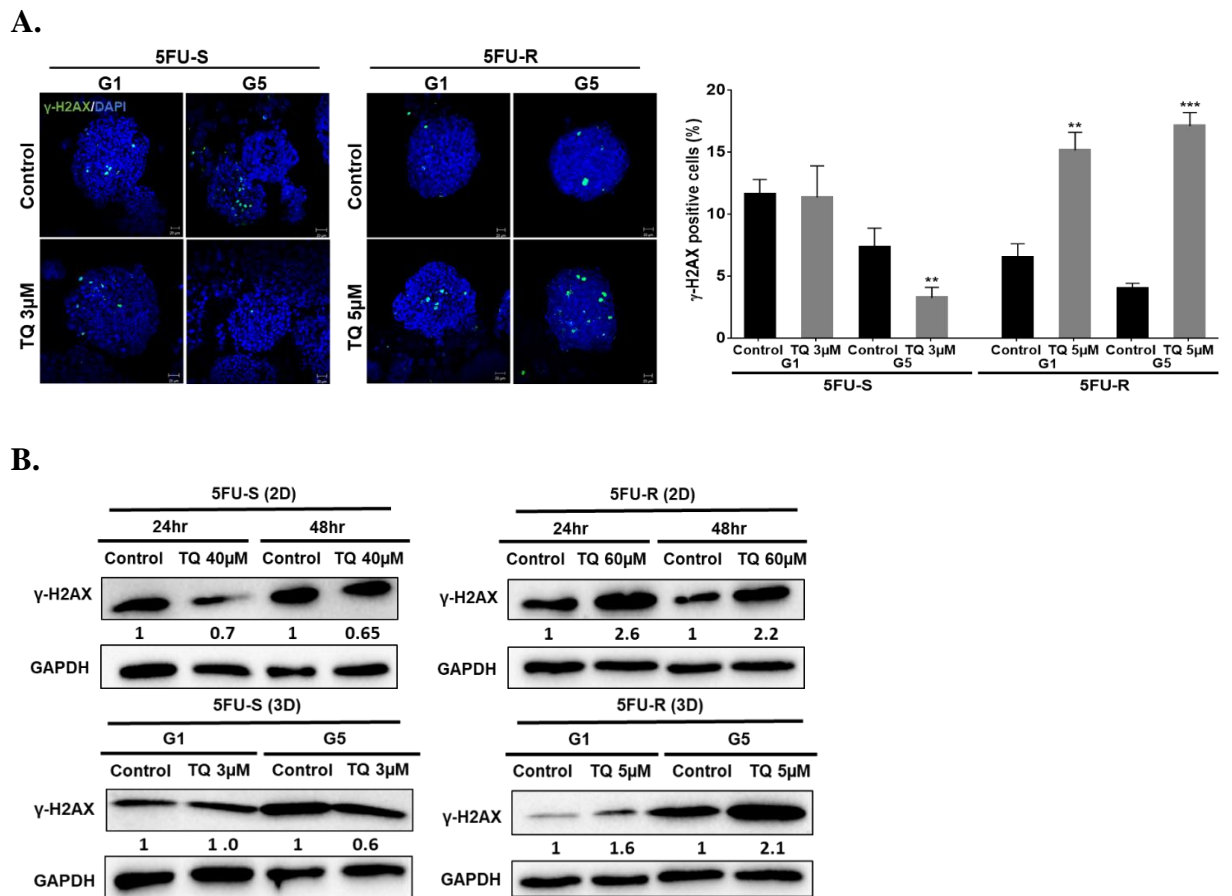 A.
5FU-S
5FU-R
G1
G5
G1
G5
γ-H2AX/DAPI
Control
TQ 3µM
TQ 5µM
γ-H2AX positive cells (%)
20
15
10
5
0
**
**
***
Control TQ 3µM Control TQ 3µM Control TQ 5µM Control TQ 5µM
G1 G5 G1 G5
5FU-S 5FU-R
B.
5FU-S (2D)
24hr 48hr
Control TQ 40µM Control TQ 40µM
γ-H2AX
1 0.7 1 0.65
GAPDH
5FU-R (2D)
24hr 48hr
Control TQ 60µM Control TQ 60µM
γ-H2AX
1 2.6 1 2.2
GAPDH
5FU-S (3D)
G1 G5
Control TQ 3µM Control TQ 3µM
γ-H2AX
1 1 .0 1 0.6
GAPDH
5FU-R (3D)
G1 G5
Control TQ 5µM Control TQ 5µM
γ-H2AX
1 1.6 1 2.1
GAPDH